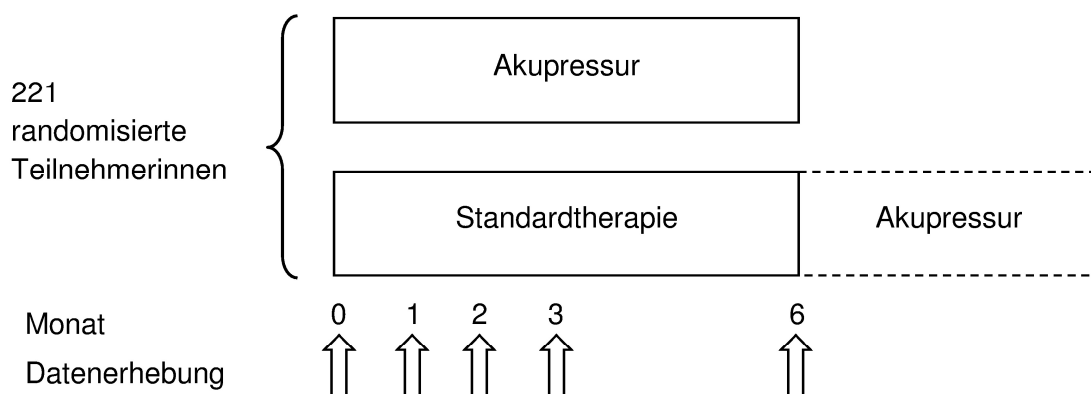 Akupressur
221
randomisierte
Teilnehmerinnen
Standardtherapie
Akupressur
Monat 0 1 2 3 6
Datenerhebung